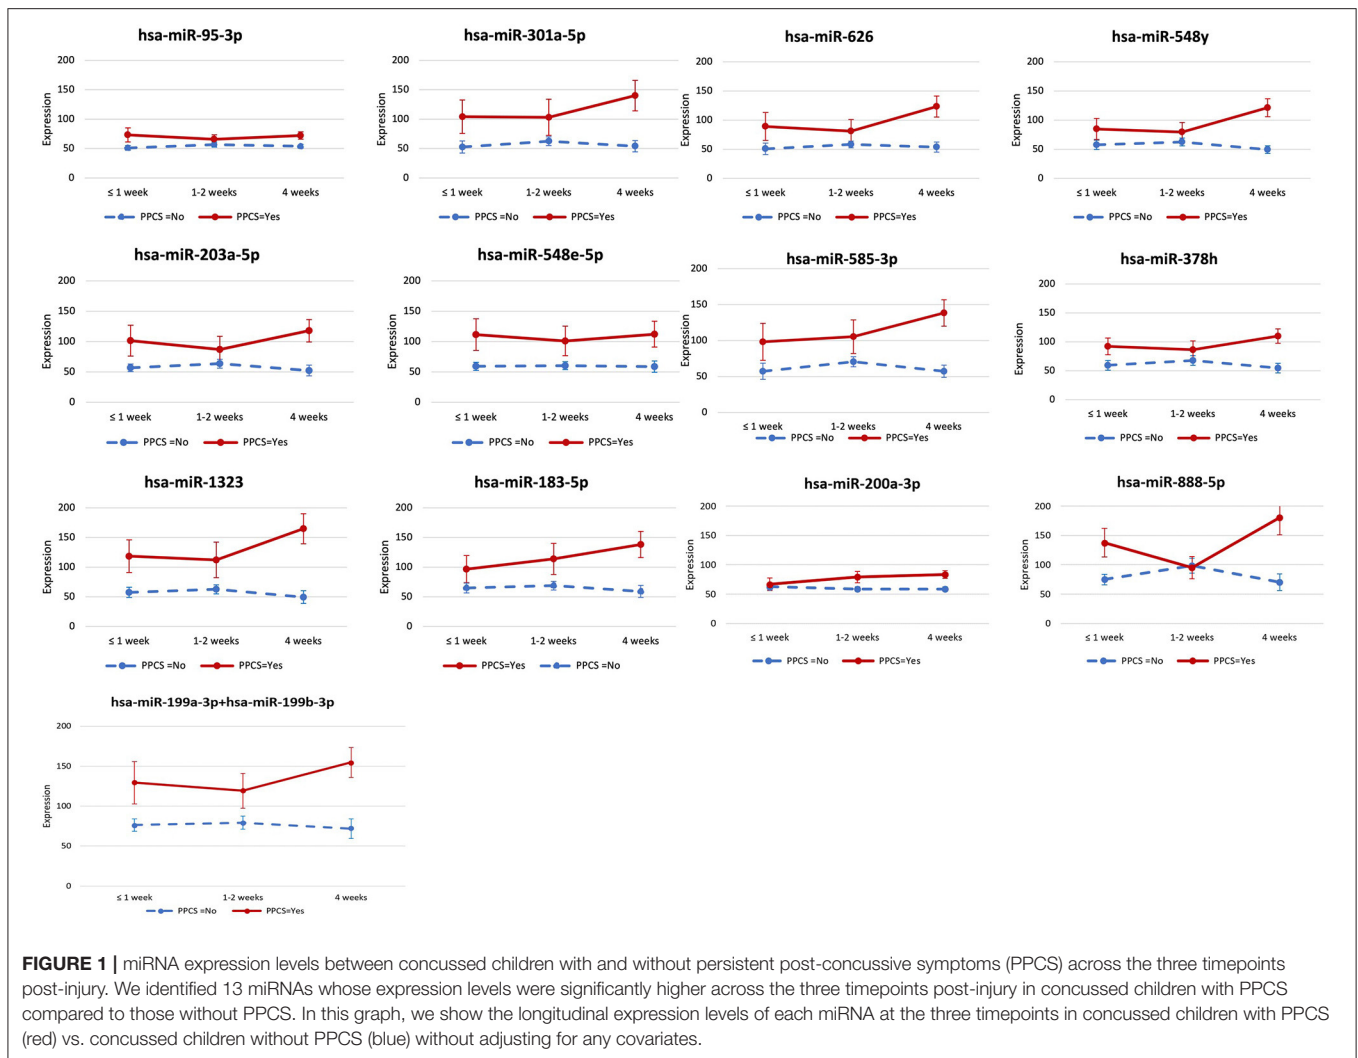 hsa-miR-95-3p
200
150
100
50
0
Expression
≤ 1 week 1-2 weeks 4 weeks
PPCS =No PPCS=Yes
hsa-miR-301a-5p
200
150
100
50
0
Expression
≤ 1 week 1-2 weeks 4 weeks
PPCS =No PPCS=Yes
hsa-miR-626
200
150
100
50
0
Expression
≤ 1 week 1-2 weeks 4 weeks
PPCS =No PPCS=Yes
hsa-miR-548y
200
150
100
50
0
Expression
≤ 1 week 1-2 weeks 4 weeks
PPCS =No PPCS=Yes
hsa-miR-203a-5p
200
150
100
50
0
Expression
≤ 1 week 1-2 weeks 4 weeks
PPCS =No PPCS=Yes
hsa-miR-548e-5p
200
150
100
50
0
Expression
≤ 1 week 1-2 weeks 4 weeks
PPCS =No PPCS=Yes
hsa-miR-585-3p
200
150
100
50
0
Expression
≤ 1 week 1-2 weeks 4 weeks
PPCS =No PPCS=Yes
hsa-miR-378h
200
150
100
50
0
Expression
≤ 1 week 1-2 weeks 4 weeks
PPCS =No PPCS=Yes
hsa-miR-1323
200
150
100
50
0
Expression
≤ 1 week 1-2 weeks 4 weeks
PPCS =No PPCS=Yes
hsa-miR-183-5p
200
150
100
50
0
Expression
≤ 1 week 1-2 weeks 4 weeks
PPCS=Yes PPCS =No
hsa-miR-200a-3p
200
150
100
50
0
Expression
≤ 1 week 1-2 weeks 4 weeks
PPCS =No PPCS=Yes
hsa-miR-888-5p
200
150
100
50
0
Expression
≤ 1 week 1-2 weeks 4 weeks
PPCS =No PPCS=Yes
hsa-miR-199a-3p+hsa-miR-199b-3p
200
150
100
50
0
Expression
≤ 1 week 1-2 weeks 4 weeks
PPCS =No PPCS=Yes
FIGURE 1 | miRNA expression levels between concussed children with and without persistent post-concussive symptoms (PPCS) across the three timepoints
post-injury. We identified 13 miRNAs whose expression levels were significantly higher across the three timepoints post-injury in concussed children with PPCS
compared to those without PPCS. In this graph, we show the longitudinal expression levels of each miRNA at the three timepoints in concussed children with PPCS
(red) vs. concussed children without PPCS (blue) without adjusting for any covariates.